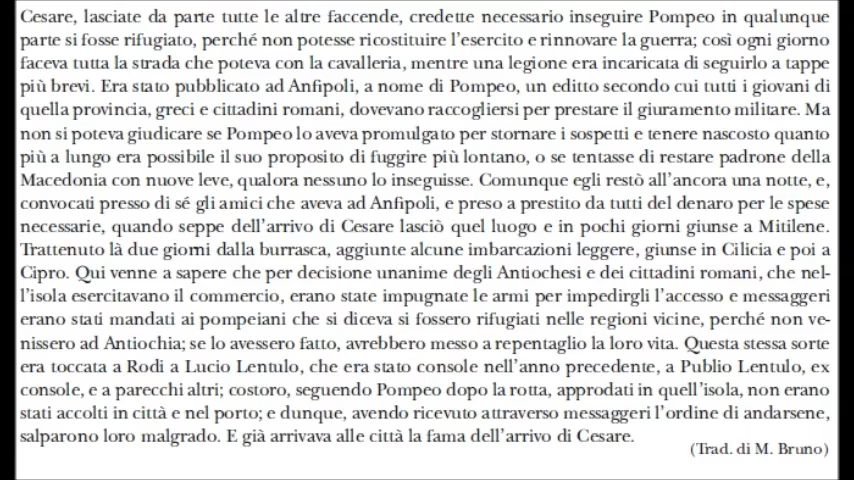 Cesare, lasciate da parte tutte le altre faccende, credette necessario inseguire Pompeo in qualunque
parte si fosse rifugiato, perché non potesse ricostituire l'esercito e rinnovare la guerra; così ogni giorno
faceva tutta la strada che poteva con la cavalleria, mentre una legione era incaricata di seguirlo a tappe
più brevi. Era stato pubblicato ad Anfipoli, a nome di Pompeo, un editto secondo cui tutti i giovani di
quella provincia, greci e cittadini romani, dovevano raccogliersi per prestare il giuramento militare. Ma
non si poteva giudicare se Pompeo lo aveva promulgato per stornare i sospetti e tenere nascosto quanto
più a lungo era possibile il suo proposito di fuggire più lontano, o se tentasse di restare padrone della
Macedonia con nuove leve, qualora nessuno lo inseguisse. Comunque egli restò all'ancora una notte, e,
convocati presso di sé gli amici che aveva ad Anfipoli, e preso a prestito da tutti del denaro per le spese
necessarie, quando seppe dell'arrivo di Cesare lasciò quel luogo e in pochi giorni giunse a Mitilene.
Trattenuto là due giorni dalla burrasca, aggiunte alcune imbarcazioni leggere, giunse in Cilicia e poi a
Cipro. Qui venne a sapere che per decisione unanime degli Antiochesi e dei cittadini romani, che nel-
l'isola esercitavano il commercio, erano state impugnate le armi per impedirgli l'accesso e messaggeri
erano stati mandati ai pompeiani che si diceva si fossero rifugiati nelle regioni vicine, perché non ve-
nissero ad Antiochia; se lo avessero fatto, avrebbero messo a repentaglio la loro vita. Questa stessa sorte
era toccata a Rodi a Lucio Lentulo, che era stato console nell'anno precedente, a Publio Lentulo, ex
console, e a parecchi altri; costoro, seguendo Pompeo dopo la rotta, approdati in quell'isola, non erano
stati accolti in città e nel porto; e dunque, avendo ricevuto attraverso messaggeri l'ordine di andarsene,
salparono loro malgrado. E già arrivava alle città la fama dell'arrivo di Cesare.
(Trad. di M. Bruno)